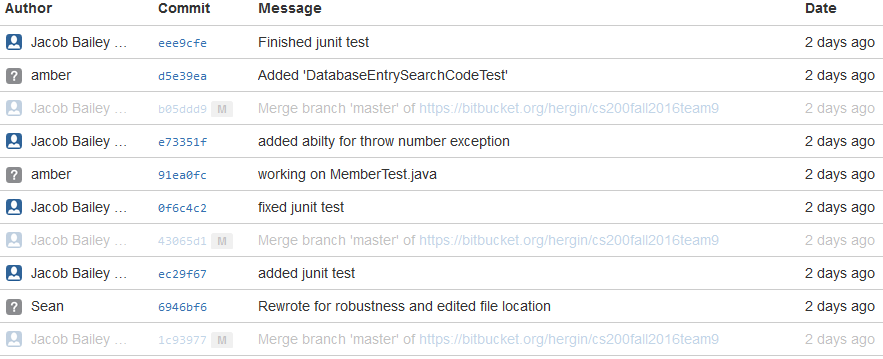 Author Commit Message Date
Jacob Bailey … eee9cfe Finished junit test 2 days ago
? amber d5e39ea Added 'DatabaseEntrySearchCodeTest' 2 days ago
Jacob Bailey … b05ddd9 M Merge branch 'master' of https://bitbucket.org/hergin/cs200fall2016team9 2 days ago
Jacob Bailey … e73351f added abilty for throw number exception 2 days ago
? amber 91ea0fc working on MemberTest.java 2 days ago
Jacob Bailey … 0f6c4c2 fixed junit test 2 days ago
Jacob Bailey … 43065d1 M Merge branch 'master' of https://bitbucket.org/hergin/cs200fall2016team9 2 days ago
Jacob Bailey … ec29f67 added junit test 2 days ago
? Sean 6946bf6 Rewrote for robustness and edited file location 2 days ago
Jacob Bailey … 1c93977 M Merge branch 'master' of https://bitbucket.org/hergin/cs200fall2016team9 2 days ago